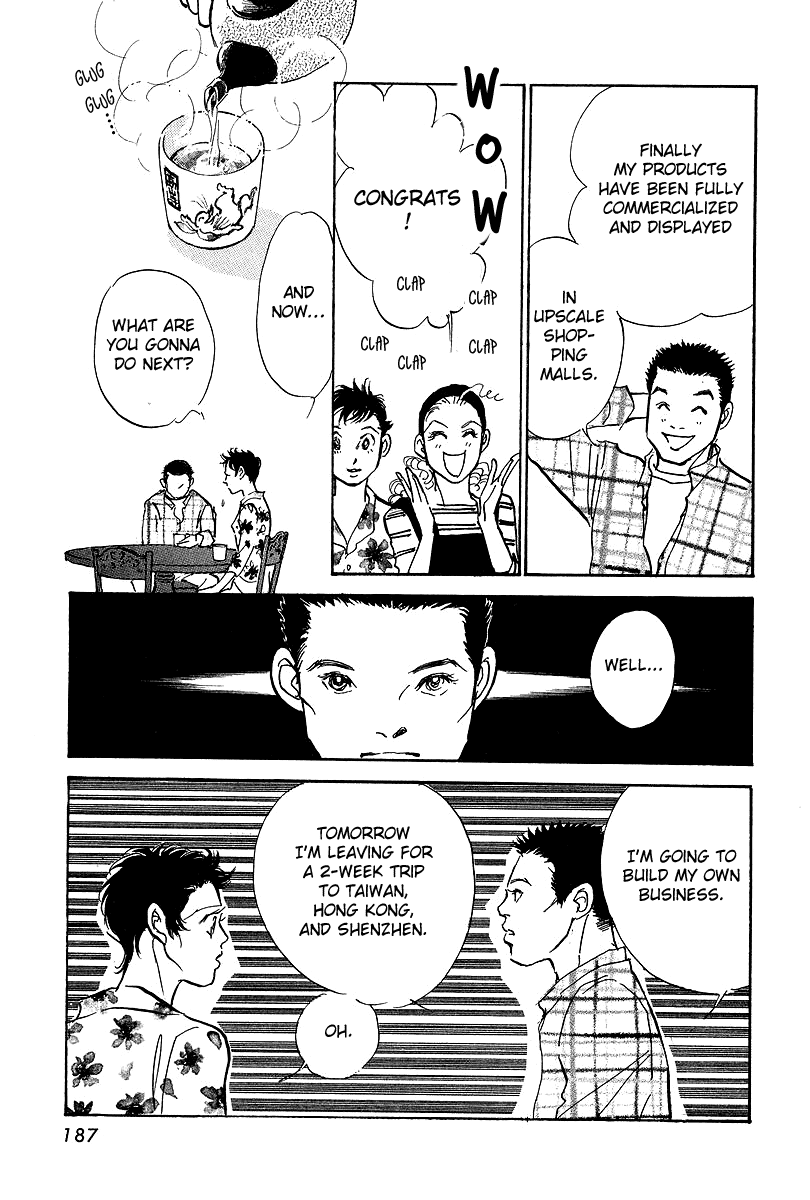 FINALLY
MY PRODUCTS
HAVE BEEN FULLY
COMMERCIALIZED
AND DISPLAYED
IN
UPSCALE
SHOP-
PING
MALLS.
WOW
CONGRATS
!
CLAP
CLAP
CLAP
CLAP
CLAP
GLUG
GLUG
AND
NOW...
WHAT ARE
YOU GONNA
DO NEXT?
WELL...
I'M GOING TO
BUILD MY OWN
BUSINESS.
TOMORROW
I'M LEAVING FOR
A 2-WEEK TRIP
TO TAIWAN,
HONG KONG,
AND SHENZHEN.
OH.
187